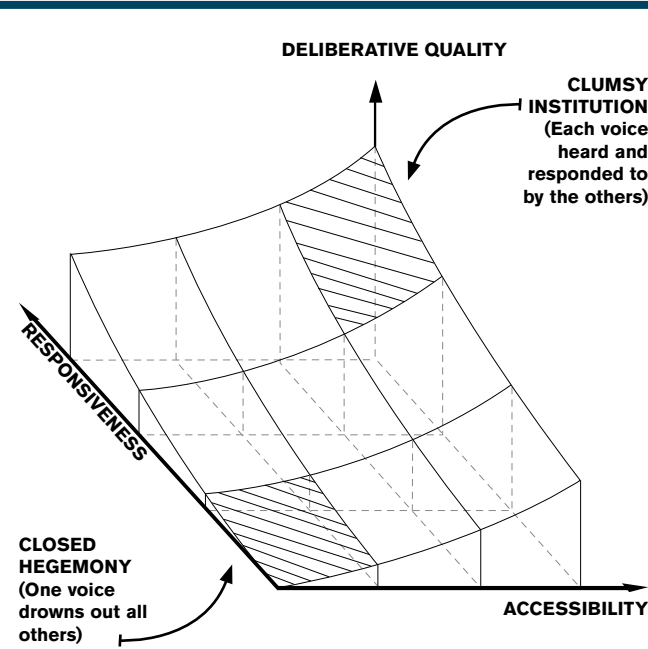 DELIBERATIVE QUALITY
CLUMSY
INSTITUTION
(Each voice
heard and
responded to
by the others)
RESPONSIVENESS
CLOSED
HEGEMONY
(One voice
drowns out all
others)
ACCESSIBILITY